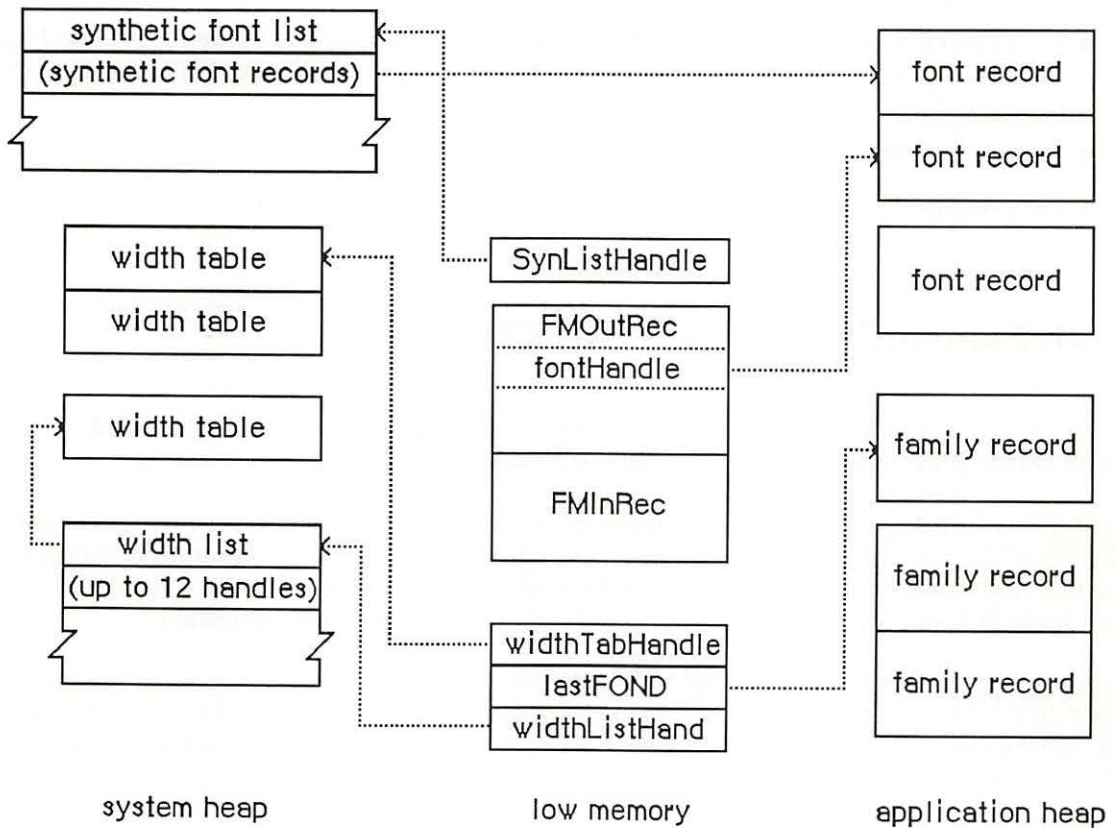 synthetic font list
(synthetic font records)
width table
width table
width table
width list
(up to 12 handles)
system heap
SynListHandle
FMOutRec
fontHandle
FMInRec
widthTabHandle
lastFOND
widthListHand
low memory
font record
font record
font record
family record
family record
family record
application heap